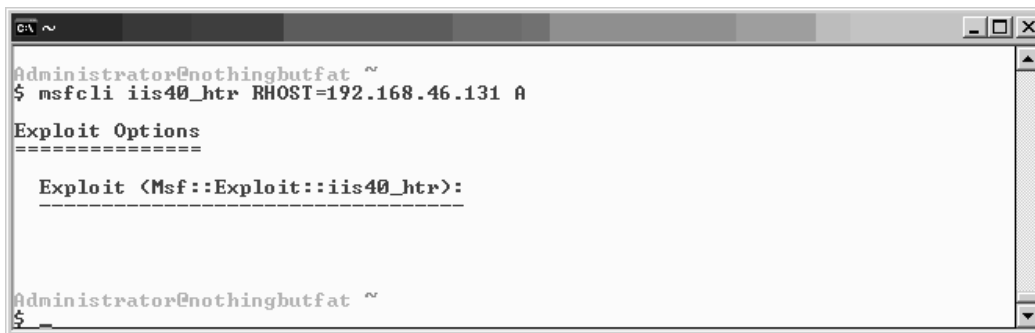 ~
Administrator@nothingbutfat ~
$ msfcli iis40_htr RHOST=192.168.46.131 A
Exploit Options
===============
Exploit (Msf::Exploit::iis40_htr):
----------------------------------
Administrator@nothingbutfat ~
$ _